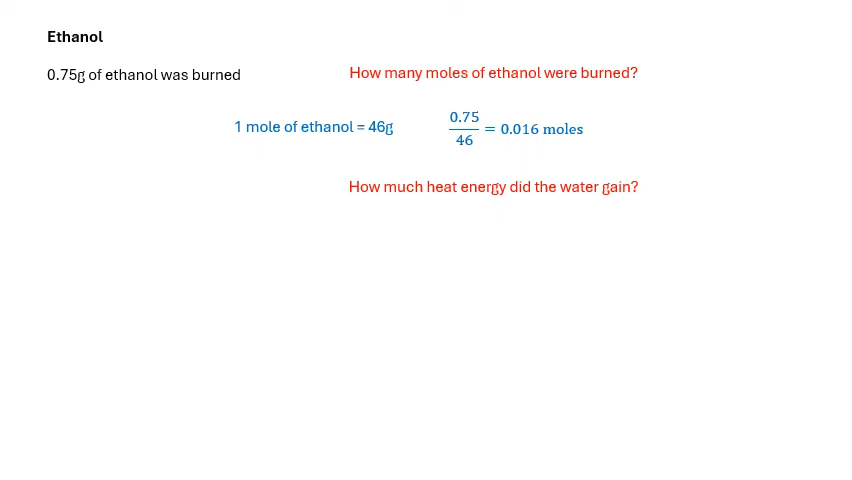 Ethanol
0.75g of ethanol was burned
How many moles of ethanol were burned?
1 mole of ethanol = 46g
0.75
46
= 0.016 moles
How much heat energy did the water gain?